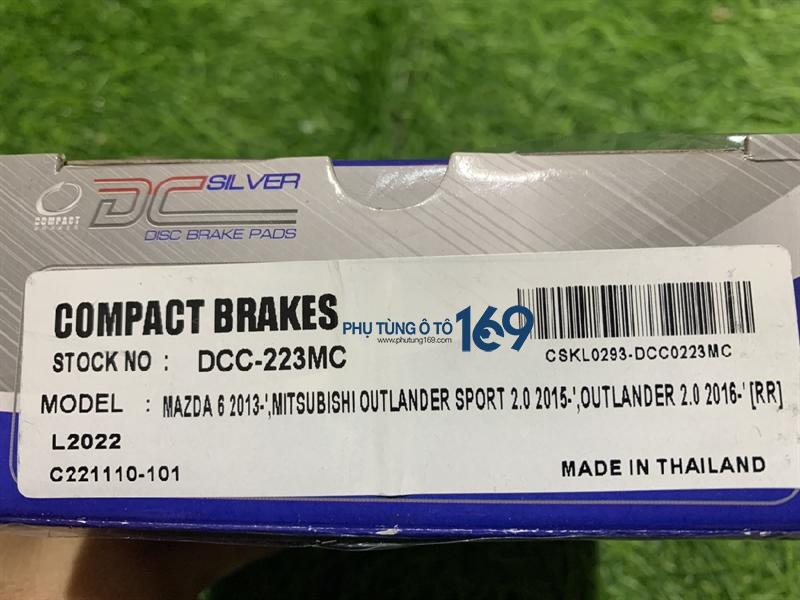 COMPACT
BRAKES
DC SILVER
DISC BRAKE PADS
COMPACT BRAKES
PHỤ TÙNG Ô TÔ 169
www.phutung169.com
STOCK NO : DCC-223MC
CSKL0293-DCC0223MC
MODEL : MAZDA 6 2013-',MITSUBISHI OUTLANDER SPORT 2.0 2015-',OUTLANDER 2.0 2016-' [RR]
L2022
C221110-101
MADE IN THAILAND